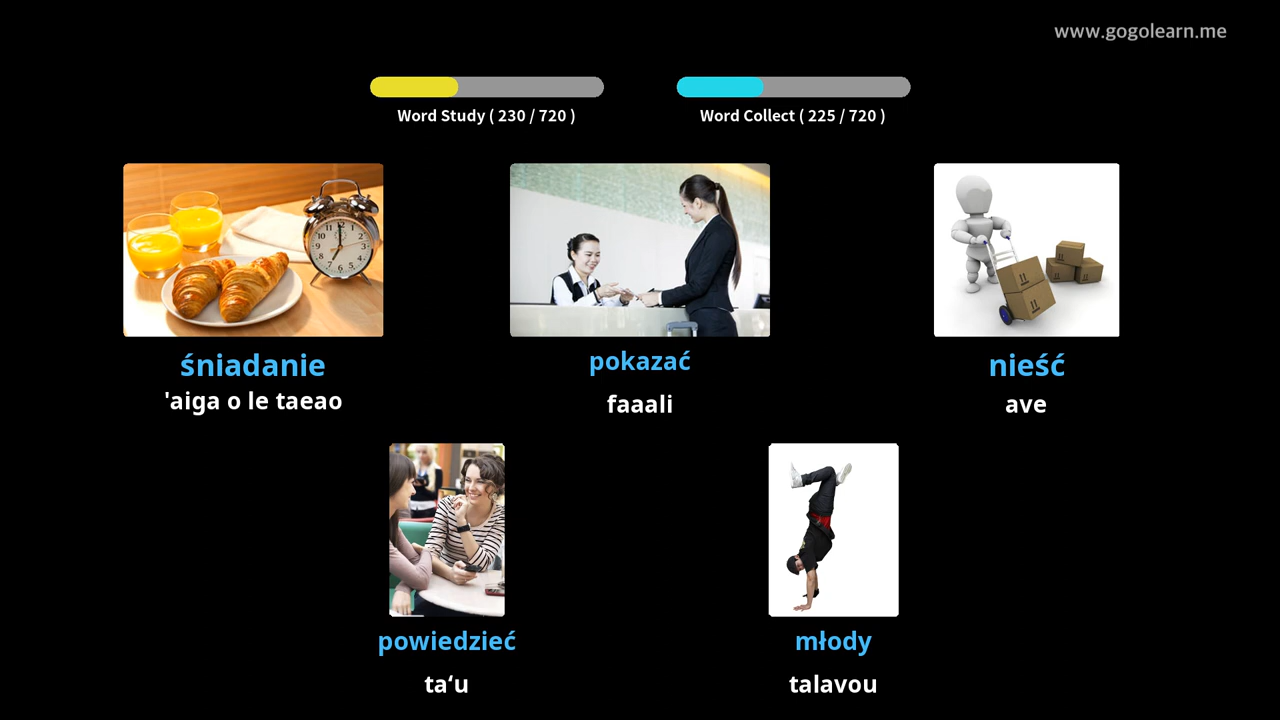 www.gogolearn.me
Word Study ( 230 / 720 )
Word Collect ( 225 / 720 )
śniadanie
'aiga o le taeao
pokazać
faaali
nieść
ave
powiedzieć
ta‘u
młody
talavou